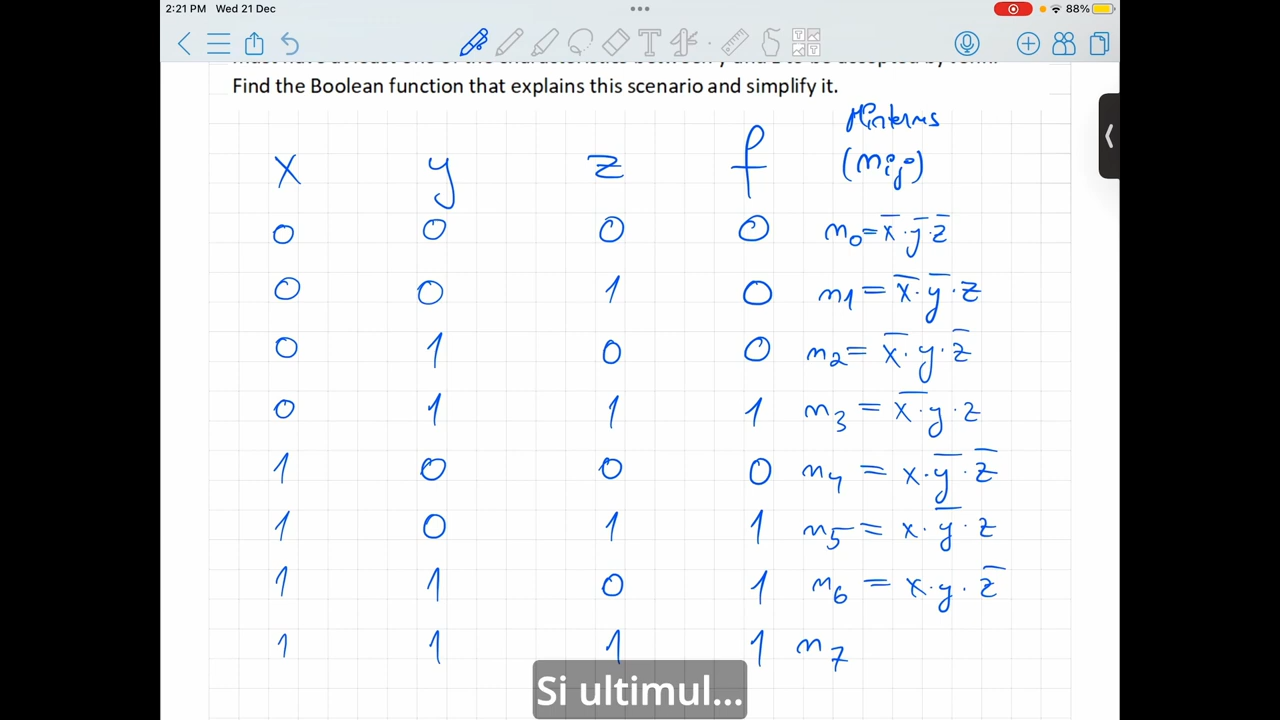 2:21 PM Wed 21 Dec
88%
Find the Boolean function that explains this scenario and simplify it.
Minterms
x y z f (mij)
0 0 0 0 m0 = x̅·y̅·z̅
0 0 1 0 m1 = x̅·y̅·z
0 1 0 0 m2 = x̅·y·z̅
0 1 1 1 m3 = x̅·y·z
1 0 0 0 m4 = x·y̅·z̅
1 0 1 1 m5 = x·y̅·z
1 1 0 1 m6 = x·y·z̅
1 1 1 1 m7
Si ultimul...